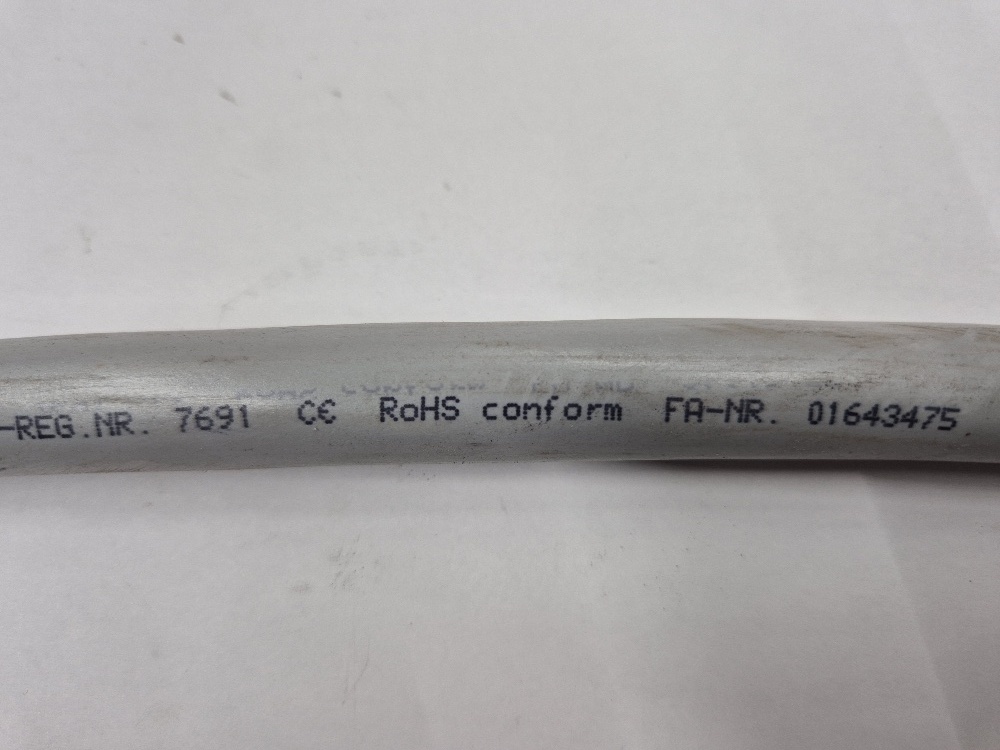 -REG.NR. 7691 CE RoHS conform FA-NR. 01643475